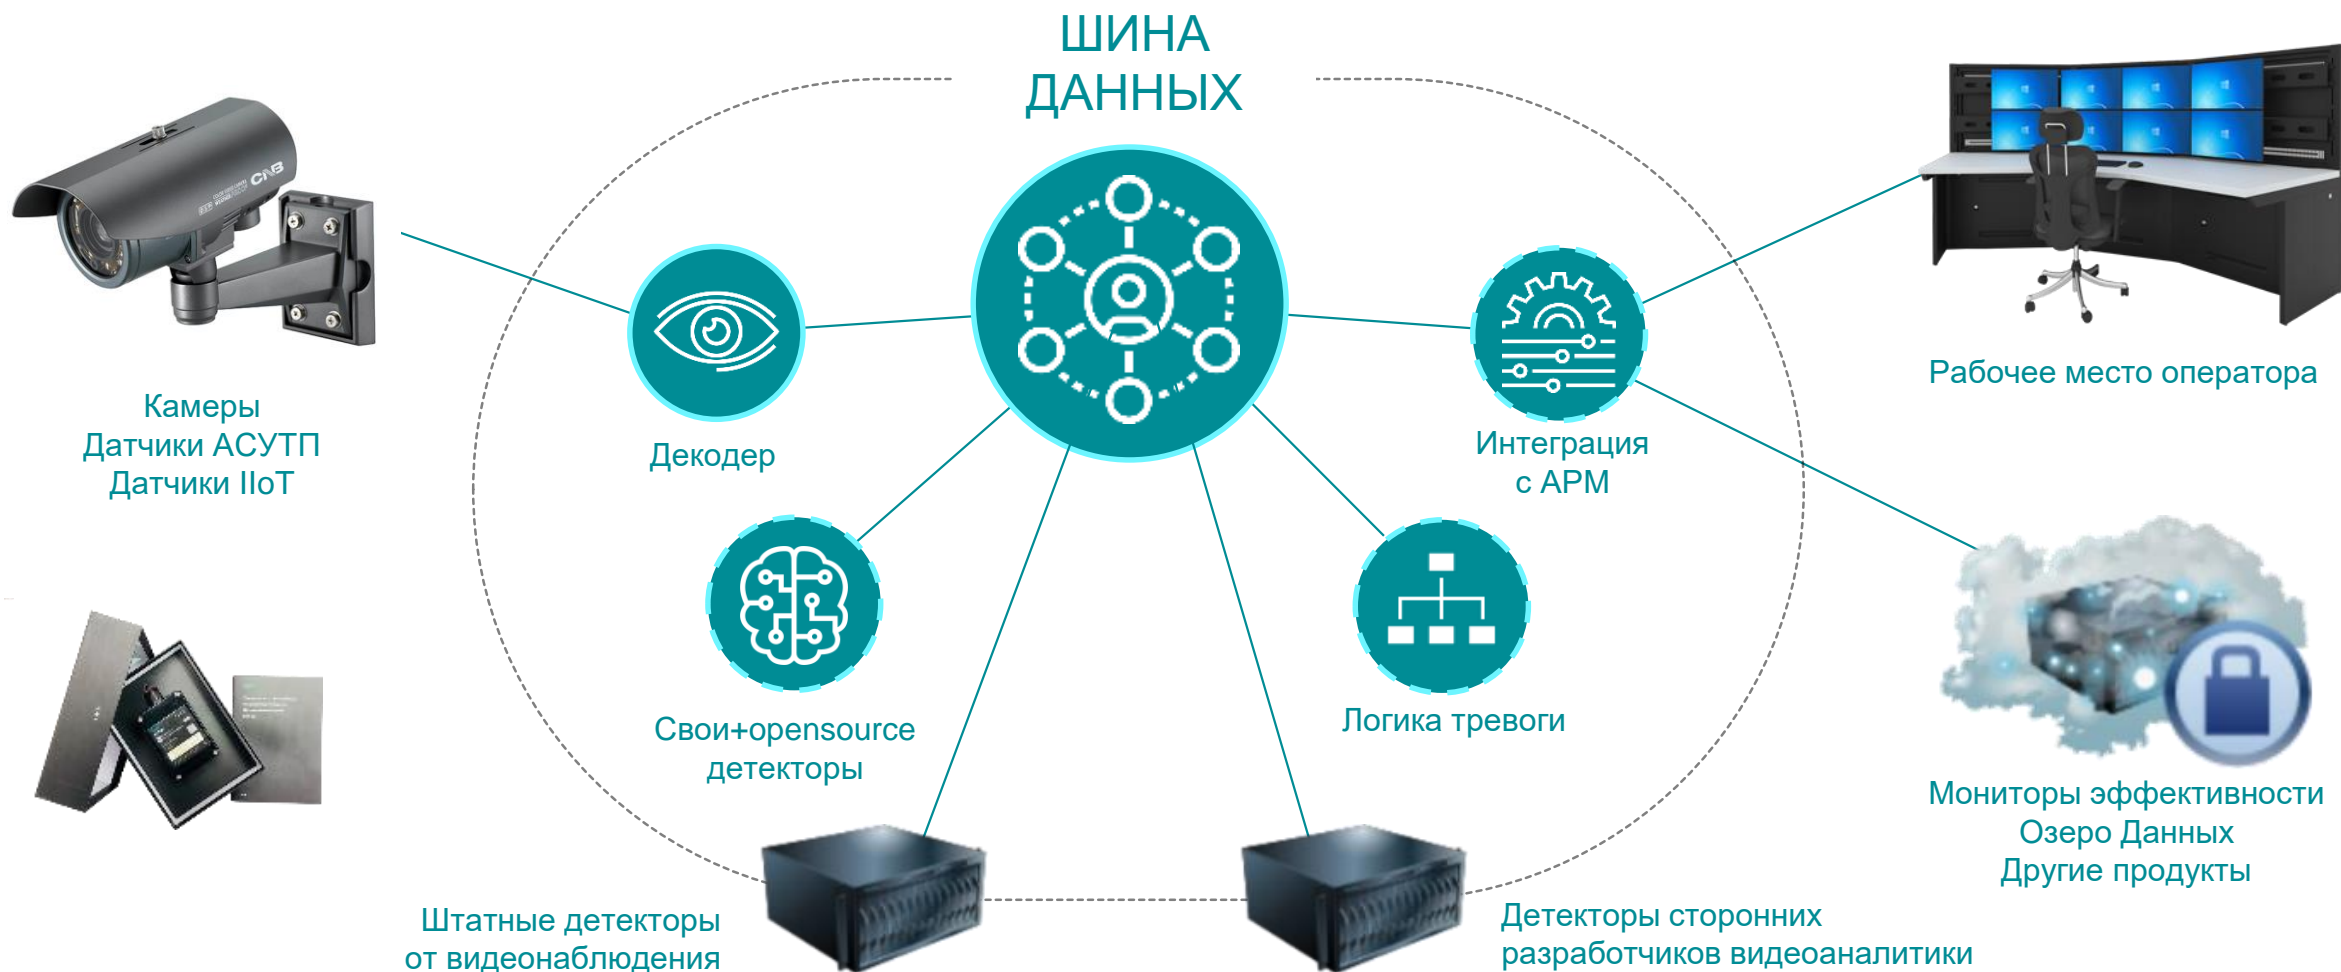 ШИНА
ДАННЫХ
CNB
Камеры
Датчики АСУТП
Датчики IIoT
Декодер
Интеграция
с АРМ
Рабочее место оператора
Свои+opensource
детекторы
Логика тревоги
Мониторы эффективности
Озеро Данных
Другие продукты
Штатные детекторы
от видеонаблюдения
Детекторы сторонних
разработчиков видеоаналитики